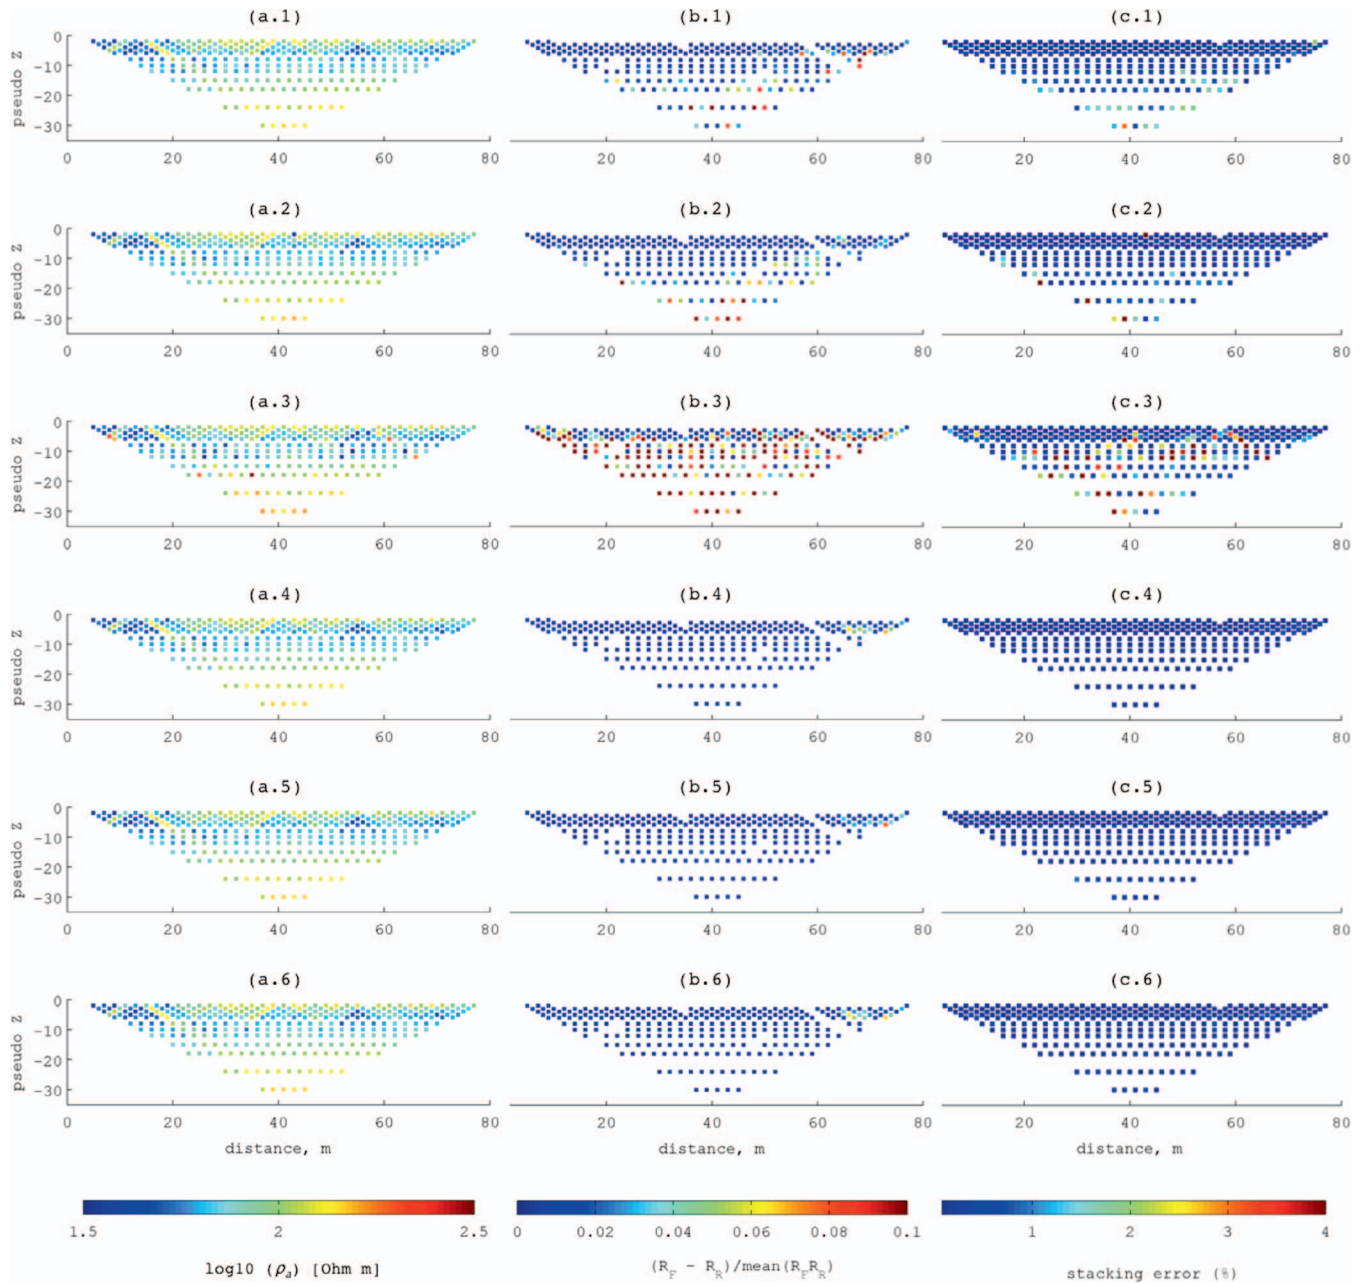 (a.1) (b.1) (c.1)
pseudo Z
0
-10
-20
-30
0 20 40 60 80 20 40 60 80 20 40 60 80
(a.2) (b.2) (c.2)
pseudo Z
0
-10
-20
-30
0 20 40 60 80 20 40 60 80 20 40 60 80
(a.3) (b.3) (c.3)
pseudo Z
0
-10
-20
-30
0 20 40 60 80 20 40 60 80 20 40 60 80
(a.4) (b.4) (c.4)
pseudo Z
0
-10
-20
-30
0 20 40 60 80 20 40 60 80 20 40 60 80
(a.5) (b.5) (c.5)
pseudo Z
0
-10
-20
-30
0 20 40 60 80 20 40 60 80 20 40 60 80
(a.6) (b.6) (c.6)
pseudo Z
0
-10
-20
-30
0 20 40 60 80 20 40 60 80 20 40 60 80
distance, m distance, m distance, m
1.5 2 2.5 0 0.02 0.04 0.06 0.08 0.1 1 2 3 4
log10 (ρa) [Ohm m] (RF - RR)/mean(RFRR) stacking error (%)